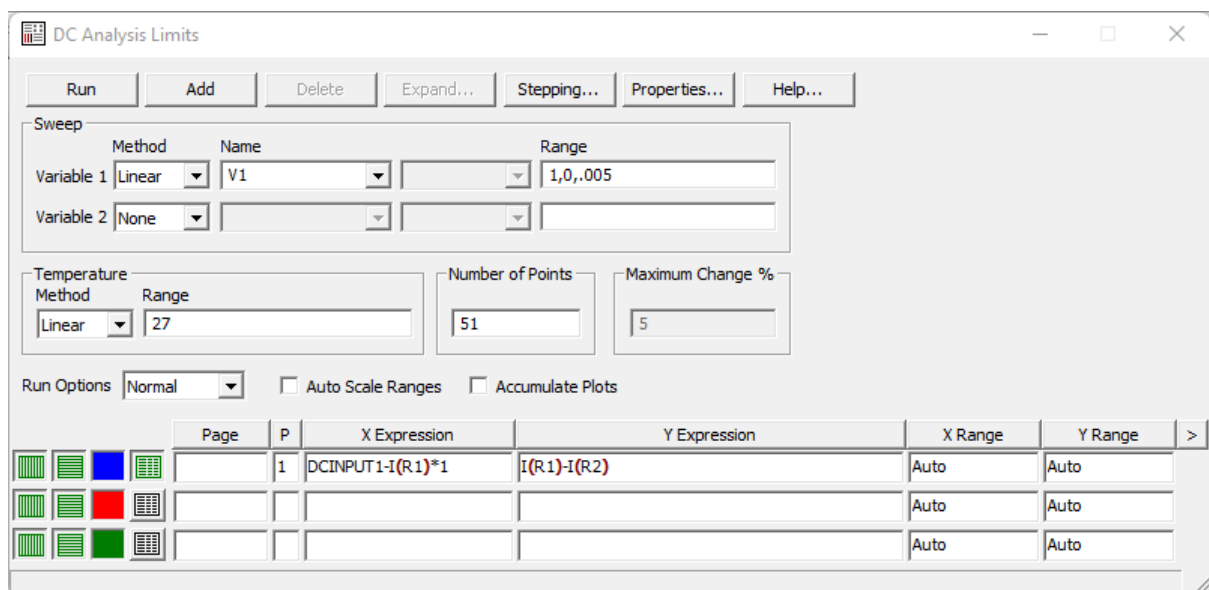 DC Analysis Limits
Run Add Delete Expand... Stepping... Properties... Help...
Sweep
Method Name Range
Variable 1 Linear V1 1,0,.005
Variable 2 None
Temperature Number of Points Maximum Change %
Method Range
Linear 27 51 5
Run Options Normal Auto Scale Ranges Accumulate Plots
Page P X Expression Y Expression X Range Y Range >
1 DCINPUT1-I(R1)*1 I(R1)-I(R2) Auto Auto
Auto Auto
Auto Auto